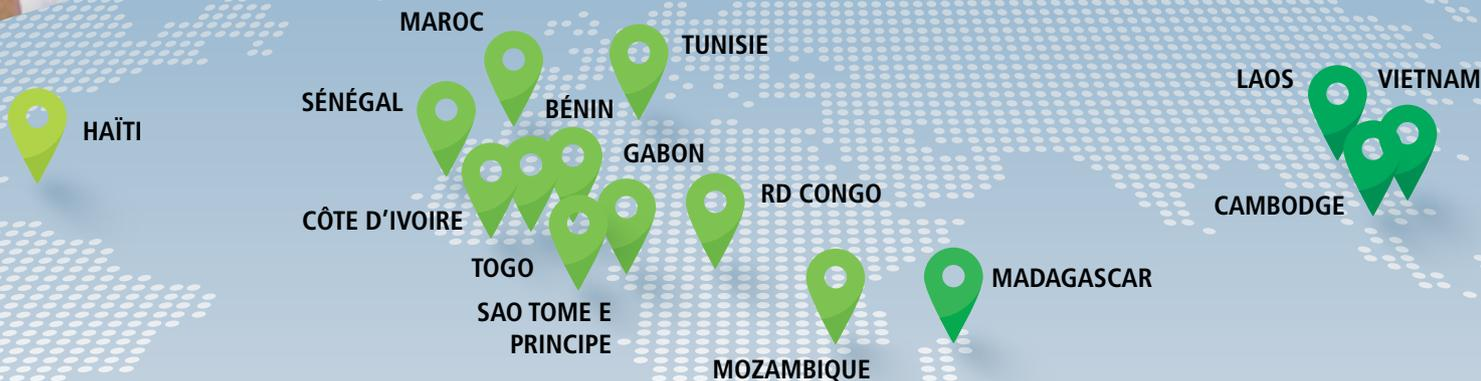 MAROC
TUNISIE
LAOS
VIETNAM
SÉNÉGAL
BÉNIN
HAÏTI
GABON
RD CONGO
CAMBODGE
CÔTE D’IVOIRE
TOGO
MADAGASCAR
SAO TOME E
PRINCIPE
MOZAMBIQUE